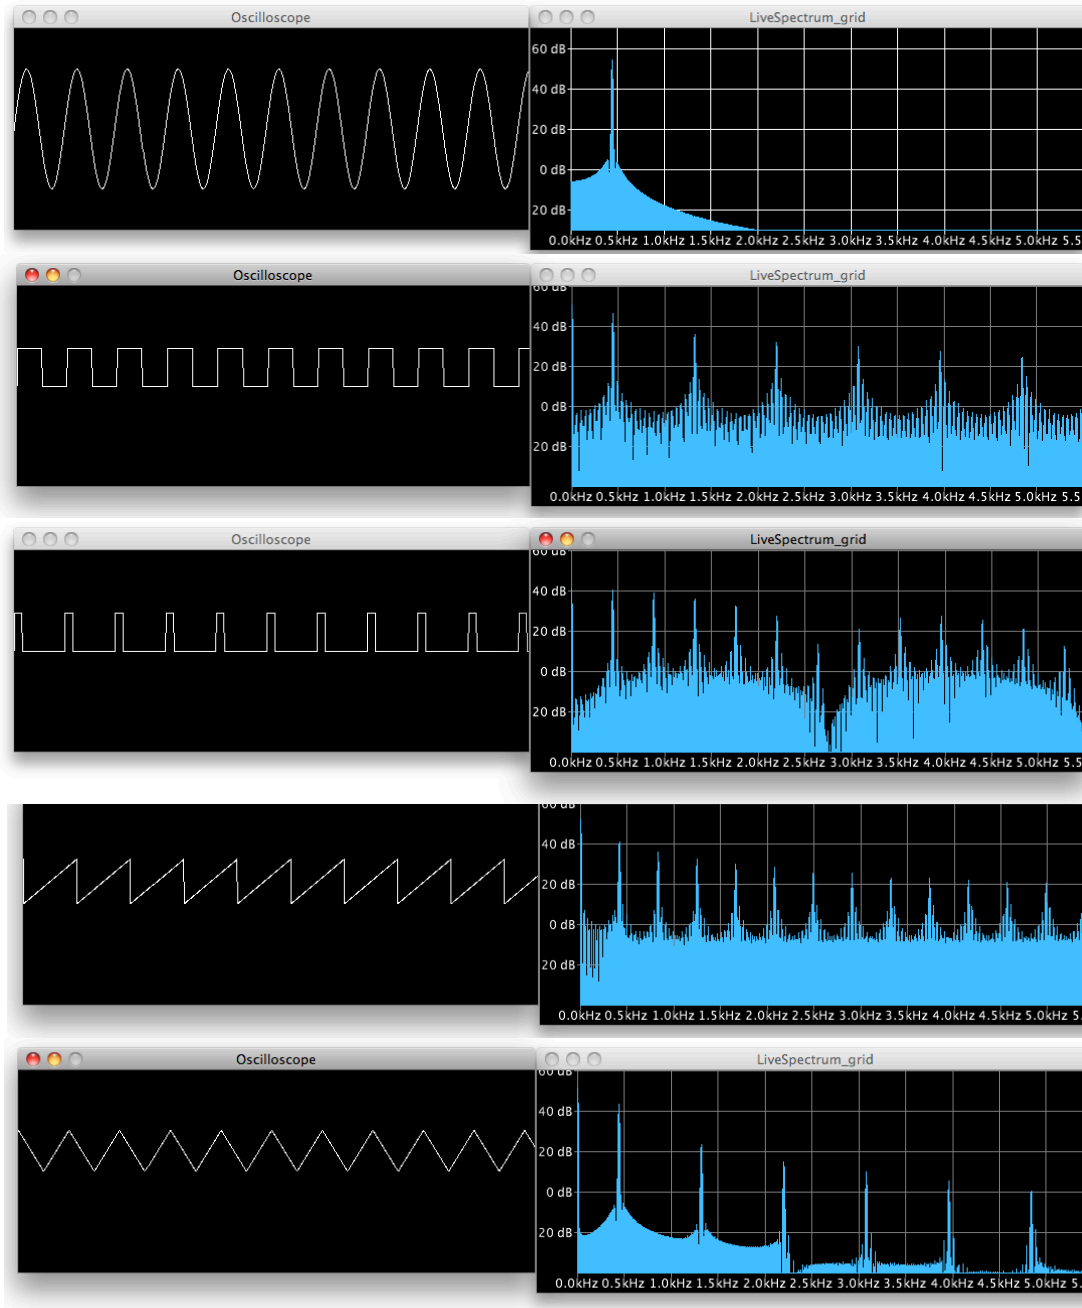 Oscilloscope
LiveSpectrum_grid
60 dB
40 dB
20 dB
0 dB
20 dB
0.0kHz 0.5kHz 1.0kHz 1.5kHz 2.0kHz 2.5kHz 3.0kHz 3.5kHz 4.0kHz 4.5kHz 5.0kHz 5.5
Oscilloscope
LiveSpectrum_grid
60 dB
40 dB
20 dB
0 dB
20 dB
0.0kHz 0.5kHz 1.0kHz 1.5kHz 2.0kHz 2.5kHz 3.0kHz 3.5kHz 4.0kHz 4.5kHz 5.0kHz 5.5
Oscilloscope
LiveSpectrum_grid
60 dB
40 dB
20 dB
0 dB
20 dB
0.0kHz 0.5kHz 1.0kHz 1.5kHz 2.0kHz 2.5kHz 3.0kHz 3.5kHz 4.0kHz 4.5kHz 5.0kHz 5.5
60 dB
40 dB
20 dB
0 dB
20 dB
0.0kHz 0.5kHz 1.0kHz 1.5kHz 2.0kHz 2.5kHz 3.0kHz 3.5kHz 4.0kHz 4.5kHz 5.0kHz 5.
Oscilloscope
LiveSpectrum_grid
60 dB
40 dB
20 dB
0 dB
20 dB
0.0kHz 0.5kHz 1.0kHz 1.5kHz 2.0kHz 2.5kHz 3.0kHz 3.5kHz 4.0kHz 4.5kHz 5.0kHz 5.